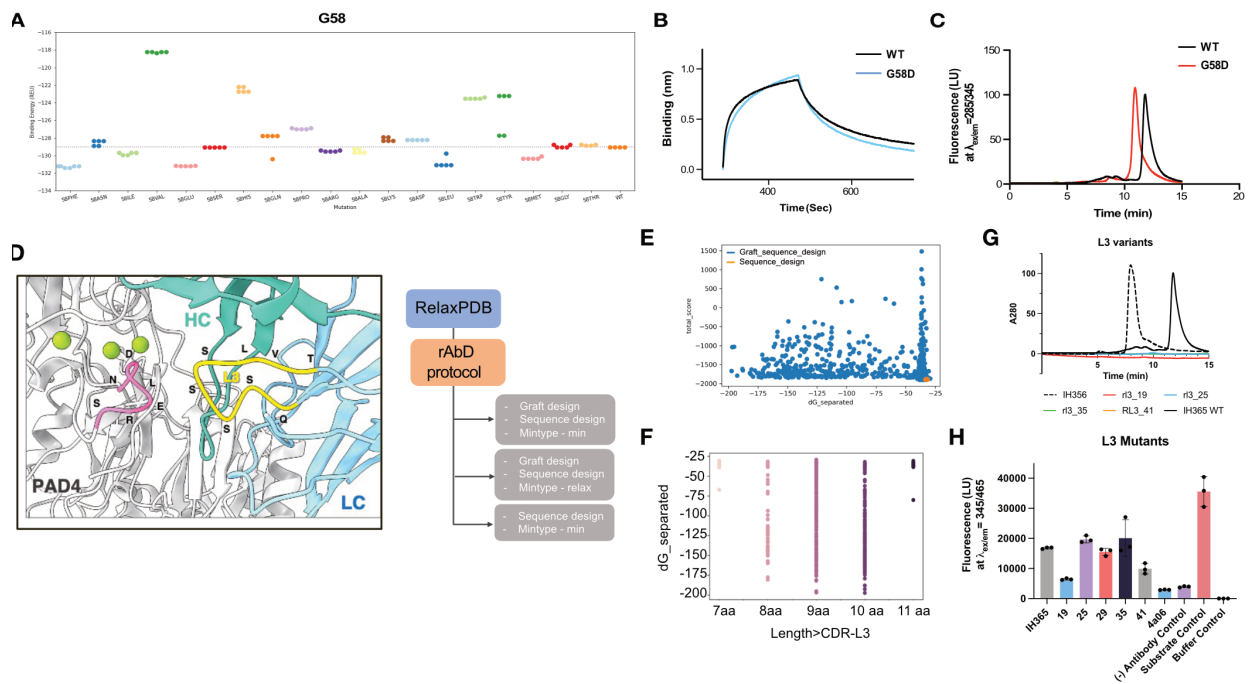 A
G58
−116
−118
−120
−122
−124
−126
−128
−130
−132
−134
Binding Energy (REU)
58PHE 58ASN 58ILE 58VAL 58GLU 58SER 58HIS 58GLN 58PRO 58ARG 58ALA 58LYS 58ASP 58LEU 58TRP 58TYR 58MET 58GLY 58THR WT
Mutation
B
WT
G58D
1.0
0.5
0.0
Binding (nm)
400 600
Time (Sec)
C
WT
G58D
150
100
50
0
Fluorescence (LU)
at λex/em=285/345
0 5 10 15 20
Time (min)
D
HC
S L V T
L3
D
N L
S E
R
S S
S Q
PAD4
LC
RelaxPDB
rAbD
protocol
- Graft design
- Sequence design
- Mintype - min
- Graft design
- Sequence design
- Mintype - relax
- Sequence design
- Mintype - min
E
Graft_sequence_design
Sequence_design
1500
1000
500
0
−500
−1000
−1500
−2000
total_score
−200 −175 −150 −125 −100 −75 −50 −25
dG_separated
F
-25
-50
-75
-100
-125
-150
-175
-200
dG_separated
7aa 8aa 9aa 10 aa 11 aa
Length>CDR-L3
G
L3 variants
100
50
0
A280
0 5 10 15
Time (min)
IH356 rl3_19 rl3_25
rl3_35 RL3_41 IH365 WT
H
L3 Mutants
40000
30000
20000
10000
0
Fluorescence (LU)
at λex/em= 345/465
IH365 19 25 29 35 41 4a06 (-) Antibody Control Substrate Control Buffer Control